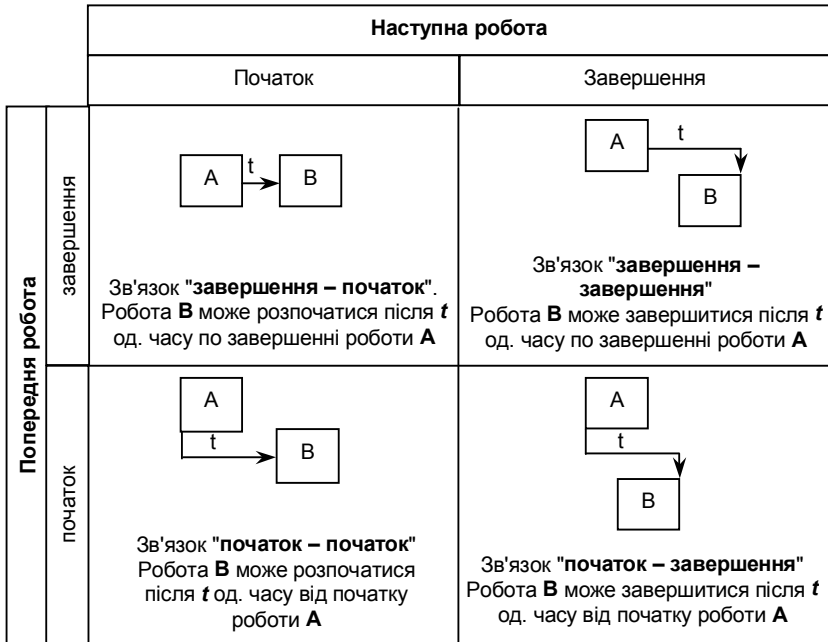 Наступна робота
Початок
Завершення
Попередня робота
завершення
A
t
B
Зв'язок "завершення – початок".
Робота B може розпочатися після t
од. часу по завершенні роботи A
A
t
B
Зв'язок "завершення –
завершення"
Робота B може завершитися після t
од. часу по завершенні роботи A
початок
A
t
B
Зв'язок "початок – початок"
Робота B може розпочатися
після t од. часу від початку
роботи A
A
t
B
Зв'язок "початок – завершення"
Робота B може завершитися після t
од. часу від початку роботи A